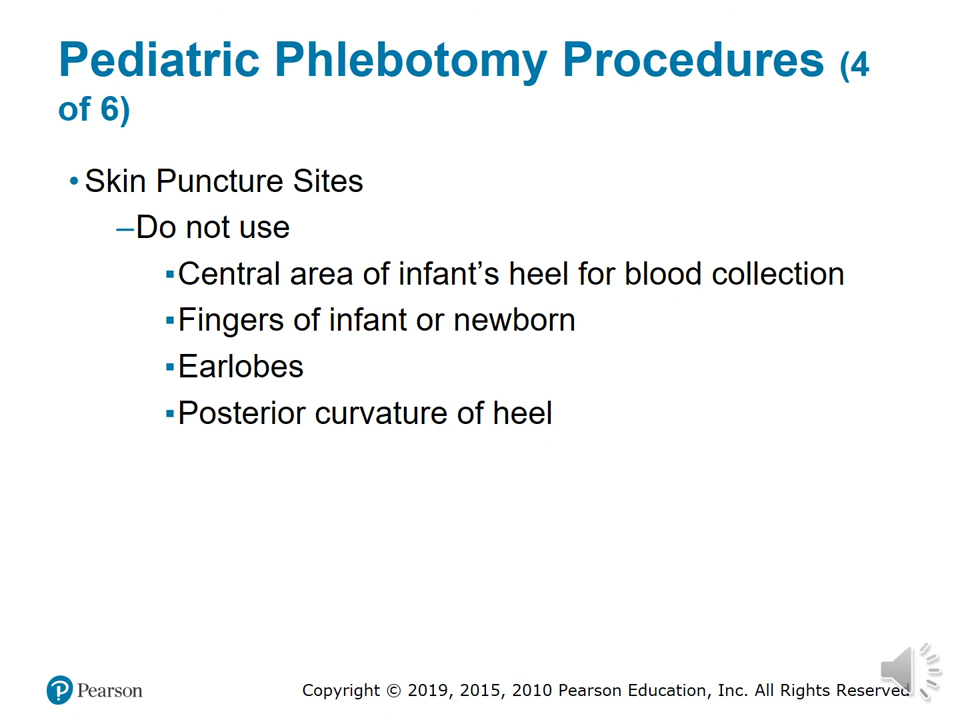 Pediatric Phlebotomy Procedures (4
of 6)
• Skin Puncture Sites
–Do not use
▪Central area of infant’s heel for blood collection
▪Fingers of infant or newborn
▪Earlobes
▪Posterior curvature of heel
Pearson
Copyright © 2019, 2015, 2010 Pearson Education, Inc. All Rights Reserved